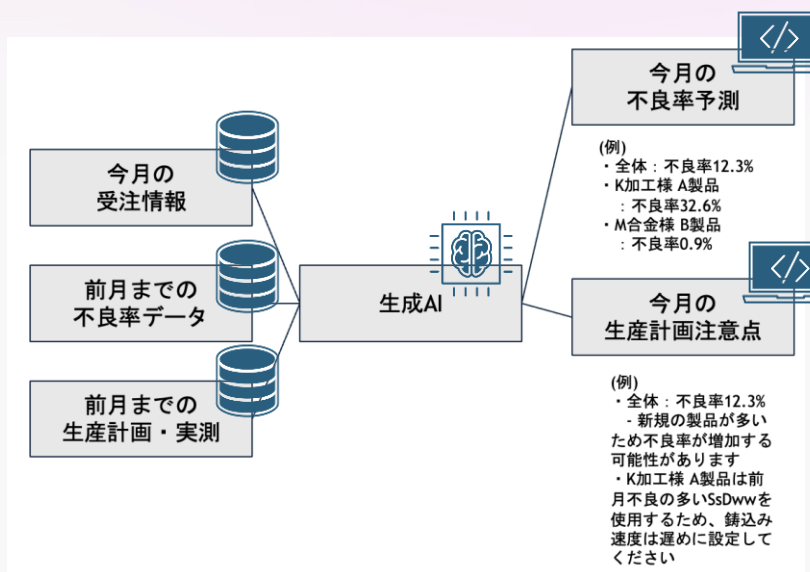 今月の
受注情報
前月までの
不良率データ
前月までの
生産計画・実測
生成AI
</>
今月の
不良率予測
(例)
・全体：不良率12.3%
・K加工様 A製品
：不良率32.6%
・M合金様 B製品
：不良率0.9%
</>
今月の
生産計画注意点
(例)
・全体：不良率12.3%
- 新規の製品が多い
ため不良率が増加する
可能性があります
・K加工様 A製品は前
月不良の多いSsDwwを
使用するため、鋳込み
速度は遅めに設定して
ください